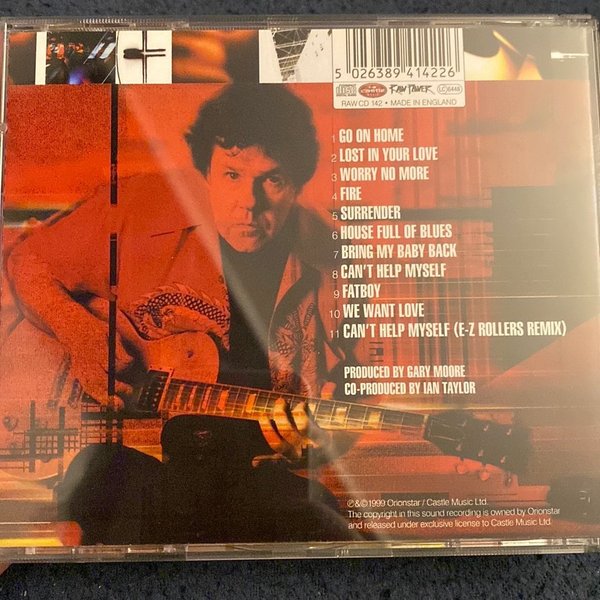 5 026389 414226
CASTLE
RAW POWER
LC 6448
RAW CD 142 • MADE IN ENGLAND
1 GO ON HOME
2 LOST IN YOUR LOVE
3 WORRY NO MORE
4 FIRE
5 SURRENDER
6 HOUSE FULL OF BLUES
7 BRING MY BABY BACK
8 CAN'T HELP MYSELF
9 FATBOY
10 WE WANT LOVE
11 CAN'T HELP MYSELF (E-Z ROLLERS REMIX)
PRODUCED BY GARY MOORE
CO-PRODUCED BY IAN TAYLOR
℗&©1999 Orionstar / Castle Music Ltd.
The copyright in this sound recording is owned by Orionstar
and released under exclusive license to Castle Music Ltd.